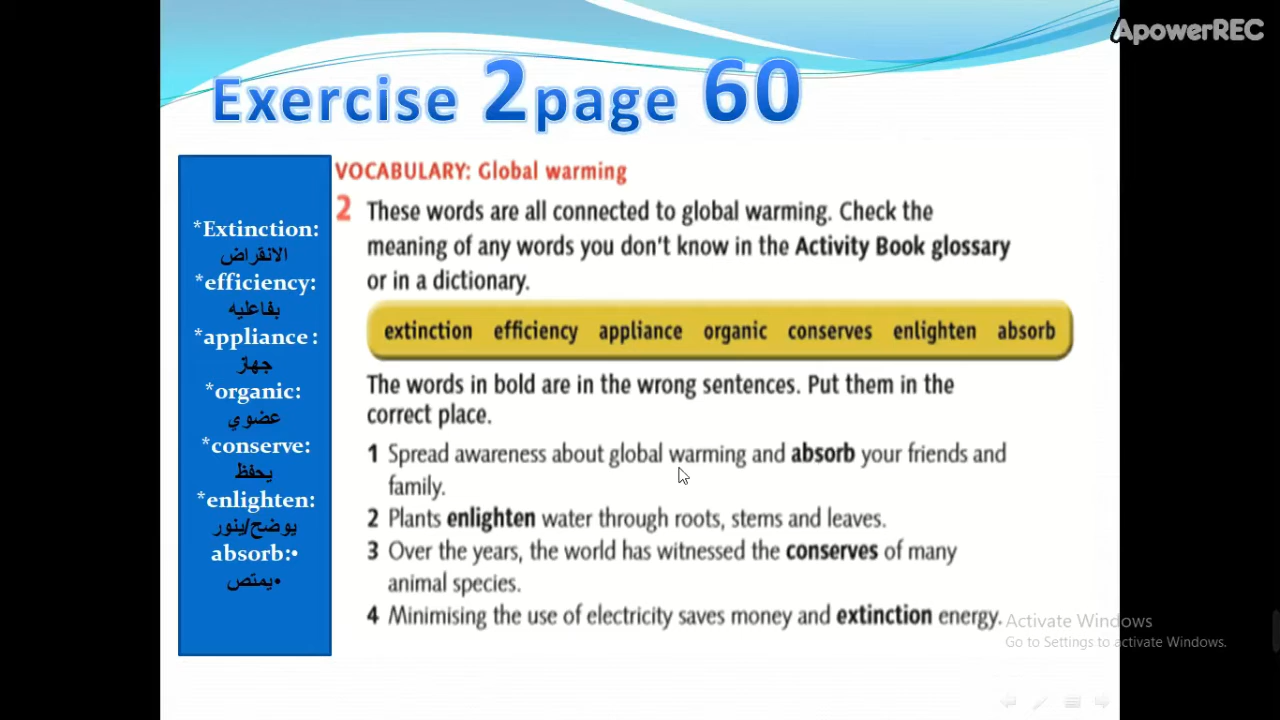 ApowerREC
Exercise 2page 60
*Extinction:
الانقراض
*efficiency:
بفاعليه
*appliance :
جهاز
*organic:
عضوي
*conserve:
يحفظ
*enlighten:
يوضح/ينور
absorb:•
•يمتص
VOCABULARY: Global warming
2 These words are all connected to global warming. Check the
meaning of any words you don't know in the Activity Book glossary
or in a dictionary.
extinction efficiency appliance organic conserves enlighten absorb
The words in bold are in the wrong sentences. Put them in the
correct place.
1 Spread awareness about global warming and absorb your friends and
family.
2 Plants enlighten water through roots, stems and leaves.
3 Over the years, the world has witnessed the conserves of many
animal species.
4 Minimising the use of electricity saves money and extinction energy.
Activate Windows
Go to Settings to activate Windows.